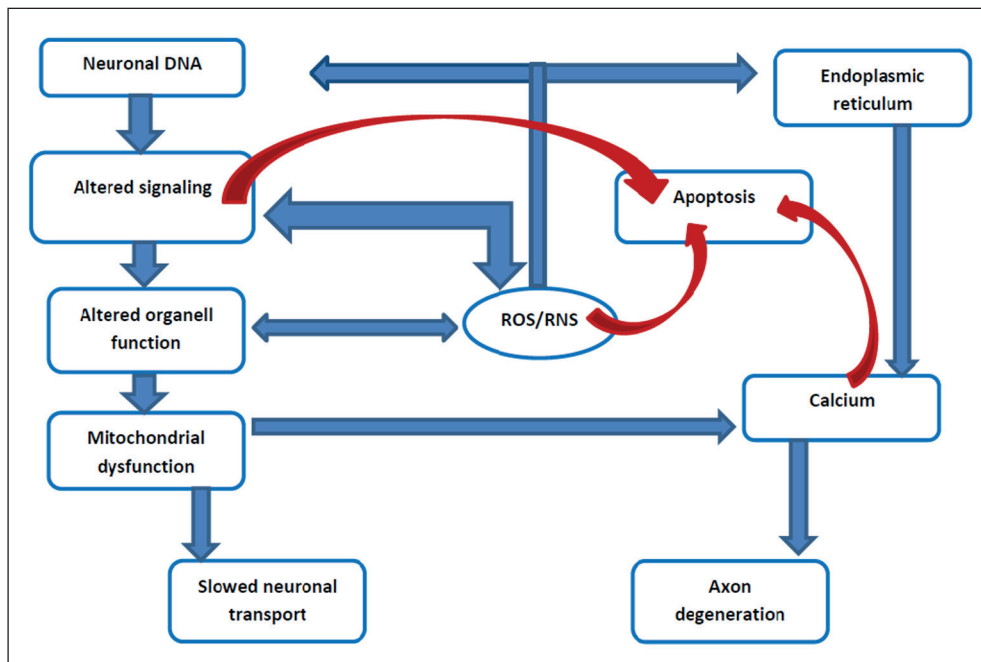 Neuronal DNA
Endoplasmic
reticulum
Altered signaling
Apoptosis
Altered organell
function
ROS/RNS
Calcium
Mitochondrial
dysfunction
Slowed neuronal
transport
Axon
degeneration